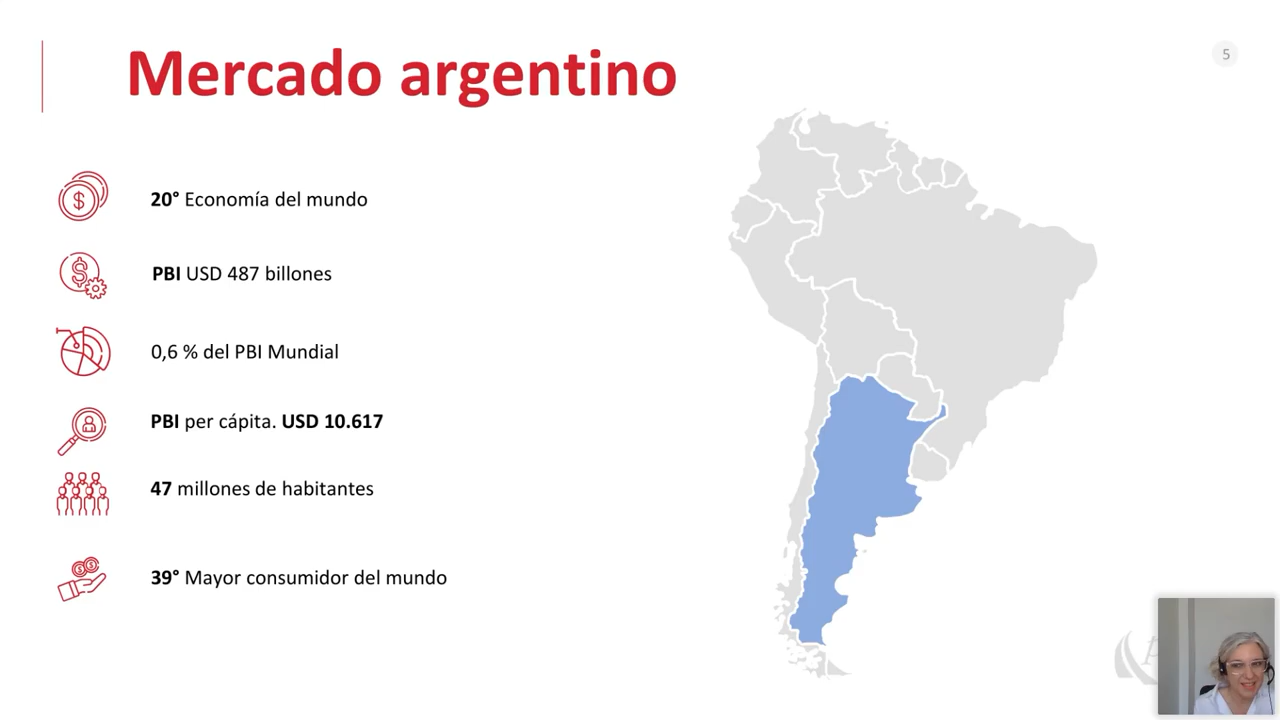 Mercado argentino
5
20° Economía del mundo
PBI USD 487 billones
0,6 % del PBI Mundial
PBI per cápita. USD 10.617
47 millones de habitantes
39° Mayor consumidor del mundo